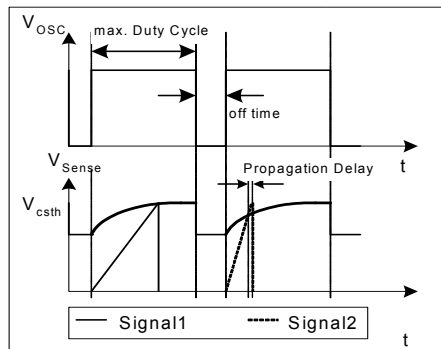 VOSC
max. Duty Cycle
off time
t
VSense
Propagation Delay
Vcsth
t
Signal1
Signal2